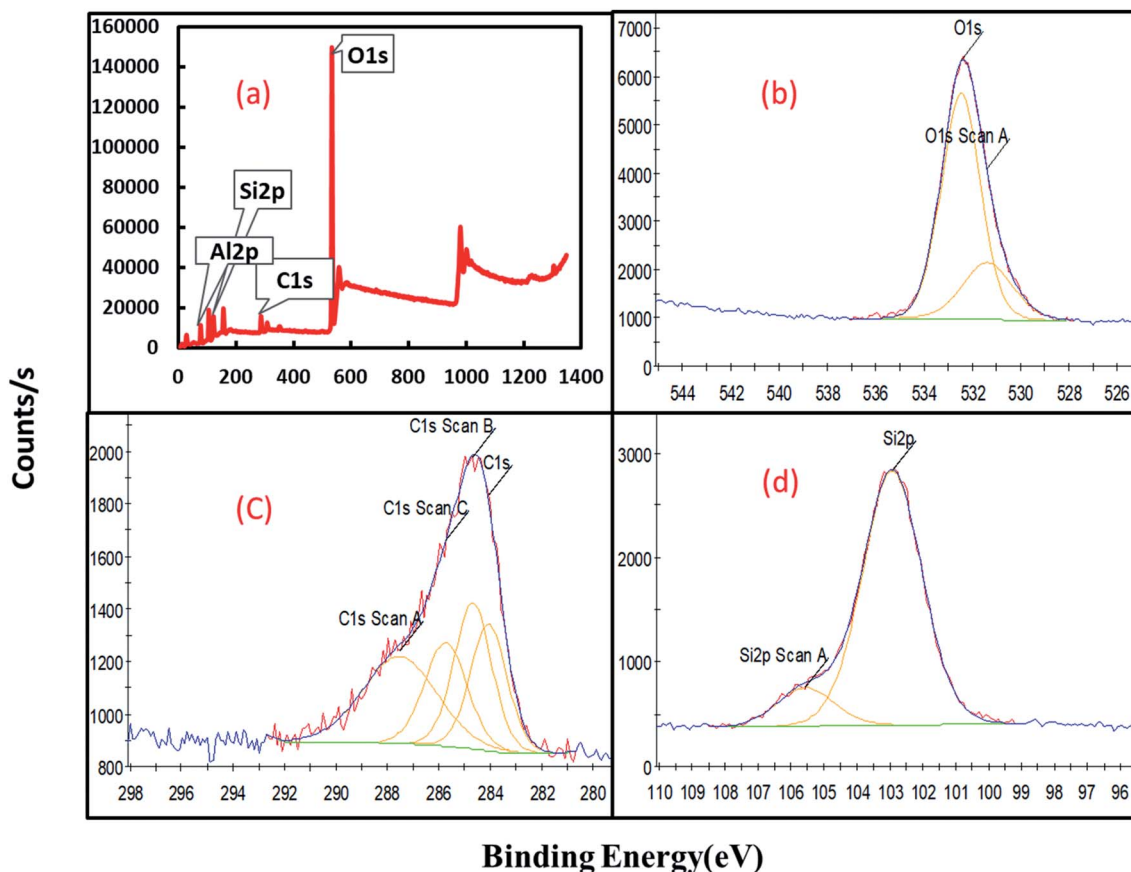 Counts/s
160000
140000
120000
100000
80000
60000
40000
20000
0
(a)
O1s
Si2p
Al2p
C1s
0 200 400 600 800 1000 1200 1400
7000
6000
5000
4000
3000
2000
1000
0
(b)
O1s
O1s Scan A
544 542 540 538 536 534 532 530 528 526
2000
1800
1600
1400
1200
1000
800
(C)
C1s Scan B
C1s
C1s Scan C
C1s Scan A
298 296 294 292 290 288 286 284 282 280
3000
2000
1000
0
(d)
Si2p
Si2p Scan A
110 109 108 107 106 105 104 103 102 101 100 99 98 97 96
Binding Energy(eV)